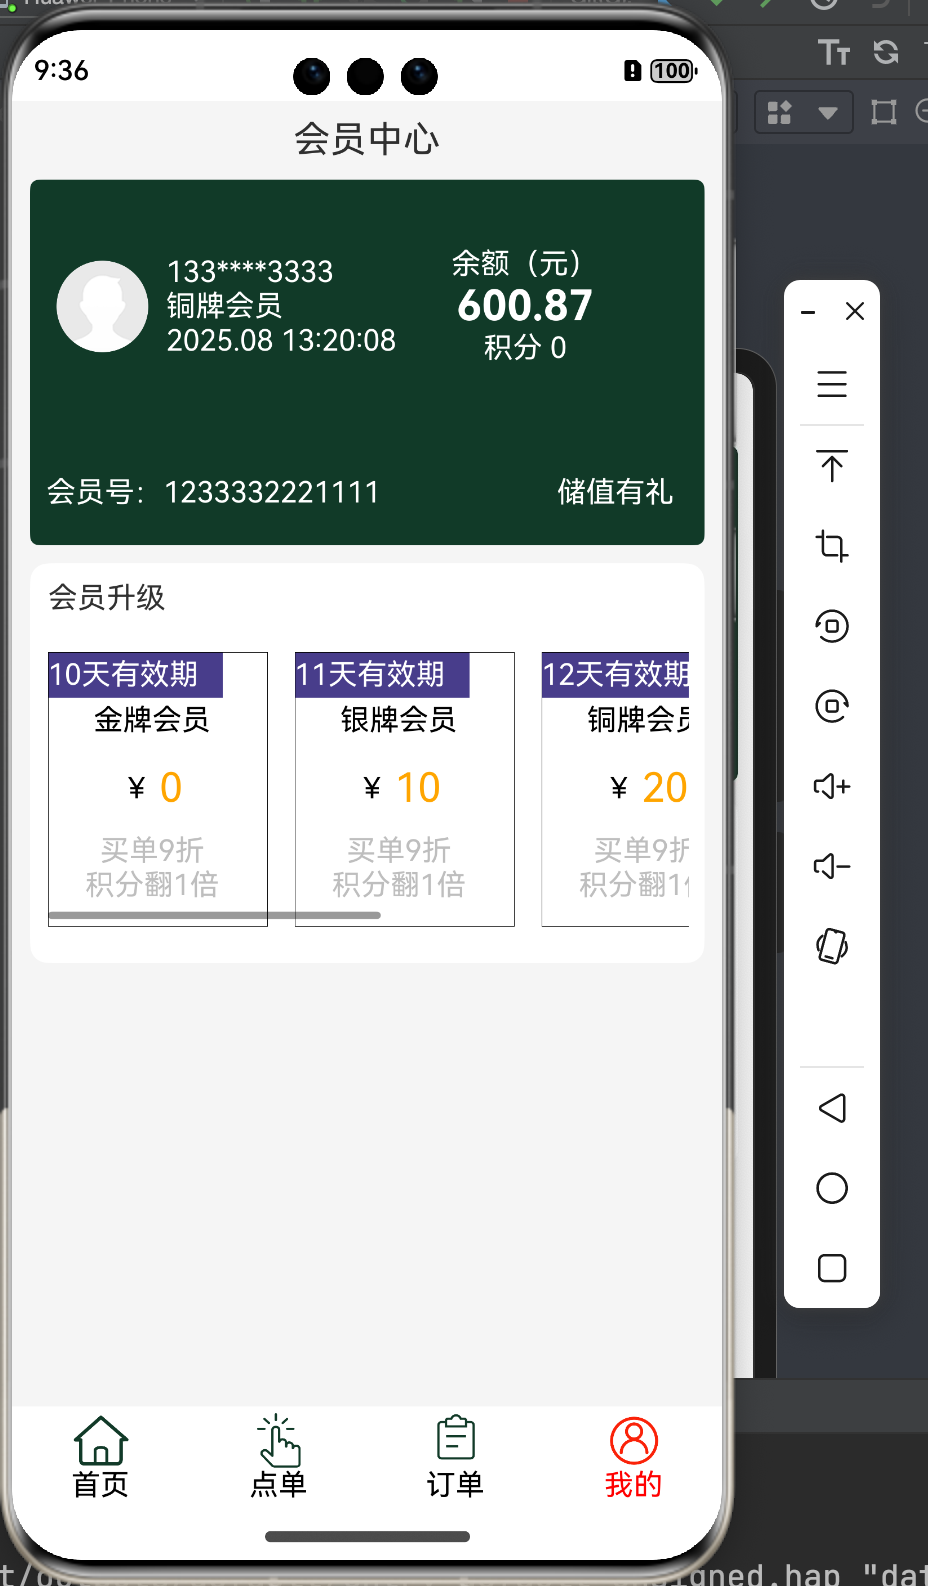 9:36
100
会员中心
133****3333
铜牌会员
2025.08 13:20:08
余额（元）
600.87
积分 0
会员号：1233332221111
储值有礼
会员升级
10天有效期
金牌会员
¥ 0
买单9折
积分翻1倍
11天有效期
银牌会员
¥ 10
买单9折
积分翻1倍
12天有效期
铜牌会员
¥ 20
买单9折
积分翻1倍
首页
点单
订单
我的